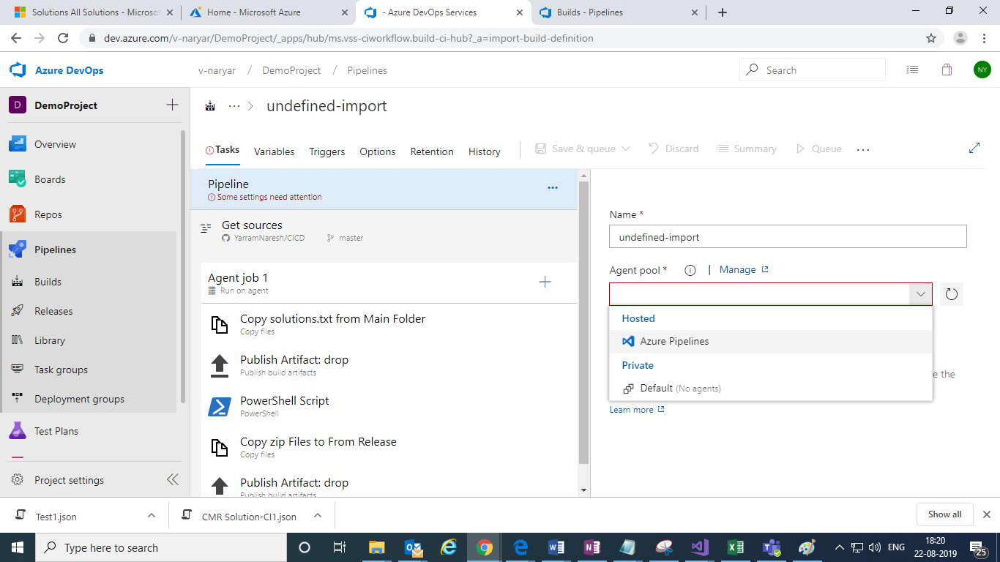 Solutions All Solutions - Microsof
Home - Microsoft Azure
- Azure DevOps Services
Builds - Pipelines
dev.azure.com/v-naryar/DemoProject/_apps/hub/ms.vss-ciworkflow.build-ci-hub?_a=import-build-definition
Azure DevOps
v-naryar / DemoProject / Pipelines
Search
NY
D DemoProject
undefined-import
Overview
Boards
Repos
Pipelines
Builds
Releases
Library
Task groups
Deployment groups
Test Plans
Project settings
Tasks Variables Triggers Options Retention History
Save & queue Discard Summary Queue ...
Pipeline
Some settings need attention
Get sources
YarramNaresh/CICD master
Agent job 1
Run on agent
Copy solutions.txt from Main Folder
Copy files
Publish Artifact: drop
Publish build artifacts
PowerShell Script
PowerShell
Copy zip Files to From Release
Copy files
Publish Artifact: drop
Publish build artifacts
Name *
undefined-import
Agent pool * | Manage
Hosted
Azure Pipelines
Private
Default (No agents)
e the
Learn more
Test1.json
CMR Solution-CI1.json
Show all
Type here to search
ENG
18:20
22-08-2019
25